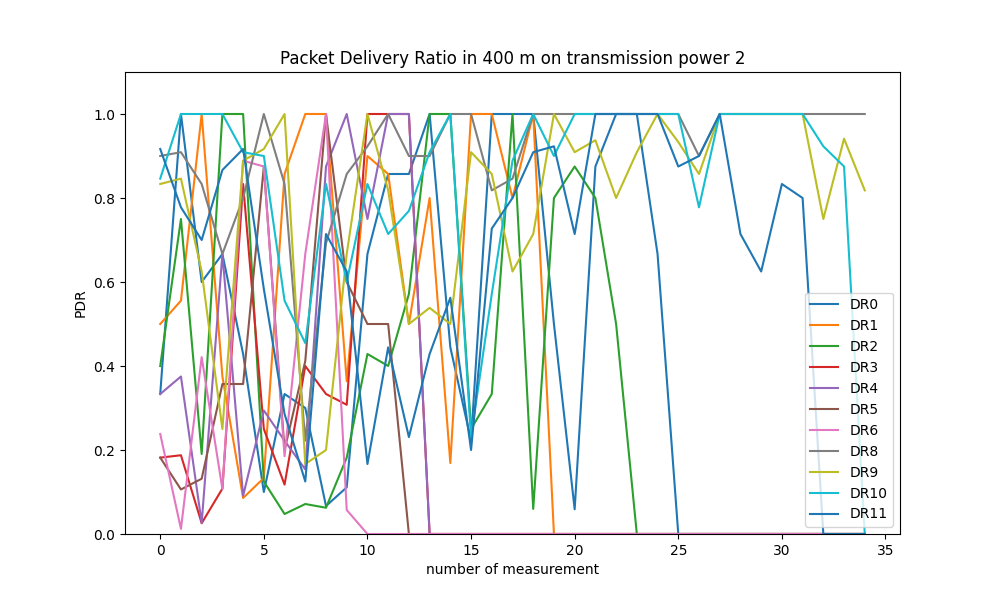 Packet Delivery Ratio in 400 m on transmission power 2
1.0
0.8
0.6
0.4
0.2
0.0
PDR
DR0
DR1
DR2
DR3
DR4
DR5
DR6
DR8
DR9
DR10
DR11
0 5 10 15 20 25 30 35
number of measurement